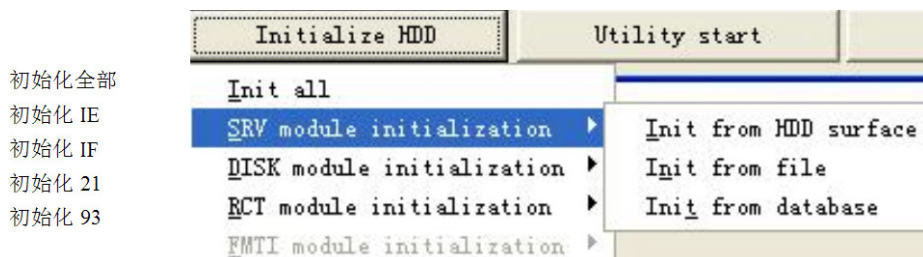 Initialize HDD
Utility start
初始化全部
初始化 IE
初始化 IF
初始化 21
初始化 93
Init all
SRV module initialization
DISK module initialization
RCT module initialization
FMTI module initialization
Init from HDD surface
Init from file
Init from database